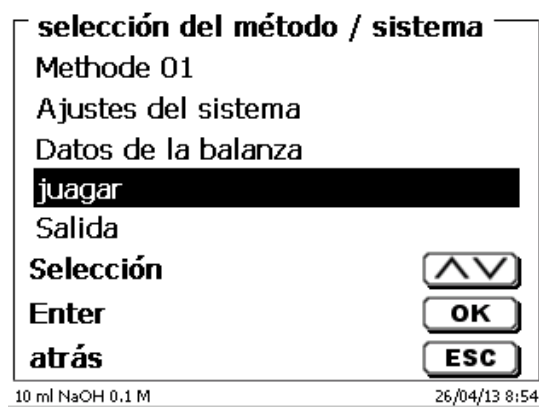 selección del método / sistema
Methode 01
Ajustes del sistema
Datos de la balanza
juagar
Salida
Selección
Enter OK
atrás ESC
10 ml NaOH 0.1 M 26/04/13 8:54